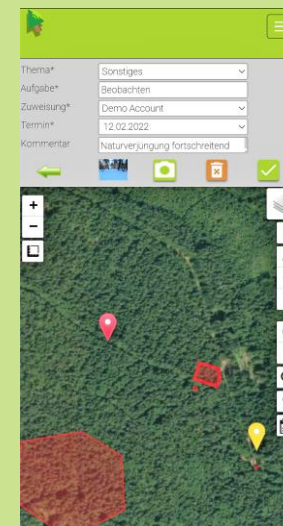 Thema* Sonstiges
Aufgabe* Beobachten
Zuweisung* Demo Account
Termin* 12.02.2022
Kommentar Naturverjüngung fortschreitend
+
−